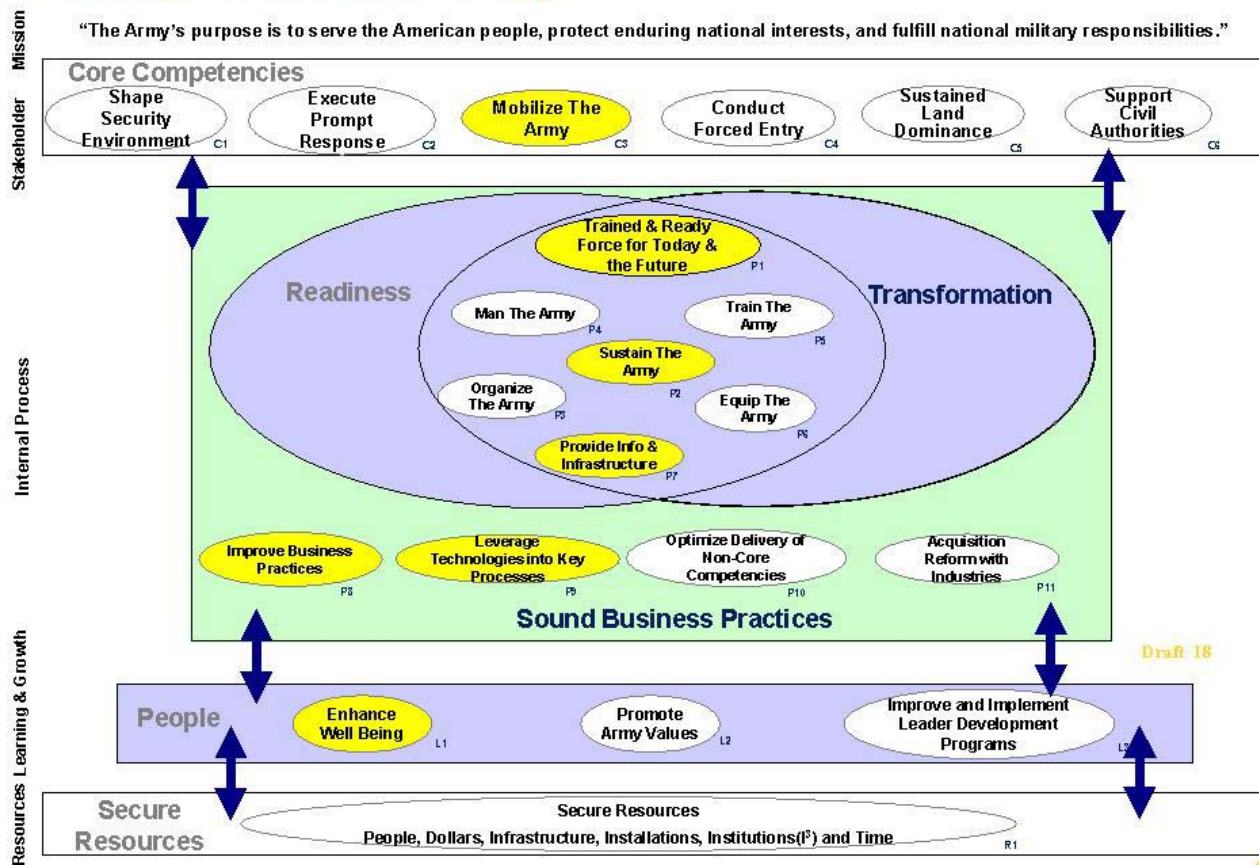 Mission
“The Army’s purpose is to serve the American people, protect enduring national interests, and fulfill national military responsibilities.”
Stakeholder
Core Competencies
Shape
Security
Environment
C1
Execute
Prompt
Response
C2
Mobilize The
Army
C3
Conduct
Forced Entry
C4
Sustained
Land
Dominance
C5
Support
Civil
Authorities
C6
Internal Process
Readiness
Transformation
Trained & Ready
Force for Today &
the Future
P1
Man The Army
P4
Train The
Army
P5
Sustain The
Army
P2
Organize
The Army
P3
Equip The
Army
P6
Provide Info &
Infrastructure
P7
Improve Business
Practices
P8
Leverage
Technologies into Key
Processes
P9
Optimize Delivery of
Non-Core
Competencies
P10
Acquisition
Reform with
Industries
P11
Sound Business Practices
Draft 18
Learning & Growth
People
Enhance
Well Being
L1
Promote
Army Values
L2
Improve and Implement
Leader Development
Programs
L3
Resources
Secure
Resources
Secure Resources
People, Dollars, Infrastructure, Installations, Institutions(I³) and Time
R1